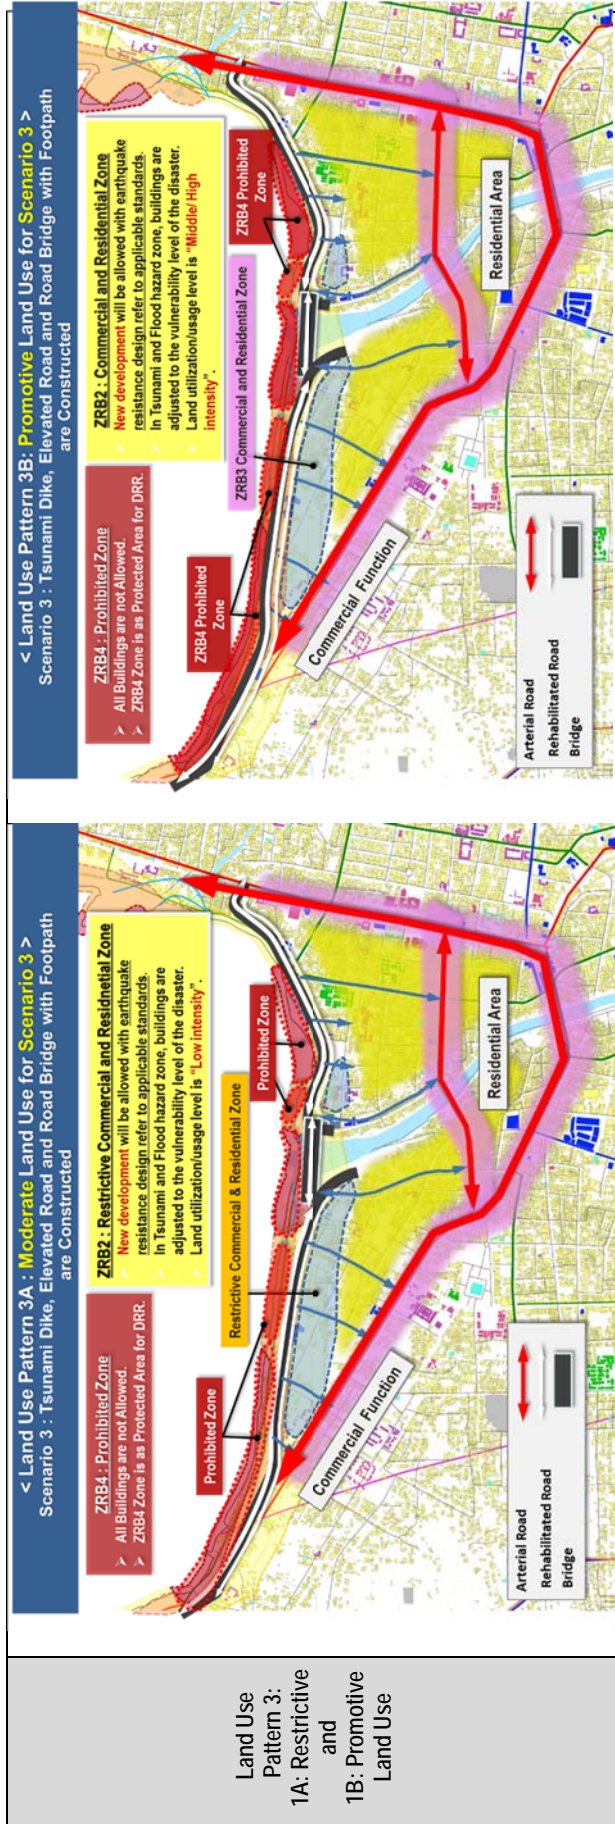 Land Use
Pattern 3:
1A: Restrictive
and
1B: Promotive
Land Use
< Land Use Pattern 3A : Moderate Land Use for Scenario 3 >
Scenario 3 : Tsunami Dike, Elevated Road and Road Bridge with Footpath
are Constructed
ZRB4 : Prohibited Zone
➢ All Buildings are not Allowed.
➢ ZRB4 Zone is as Protected Area for DRR.
ZRB2 : Restrictive Commercial and Residnetial Zone
➢ New development will be allowed with earthquake
resistance design refer to applicable standards.
➢ In Tsunami and Flood hazard zone, buildings are
adjusted to the vulnerability level of the disaster.
➢ Land utilization/usage level is "Low intensity".
Prohibited Zone
Restrictive Commercial & Residential Zone
Prohibited Zone
Commercial Function
Residential Area
Arterial Road
Rehabilitated Road
Bridge
< Land Use Pattern 3B: Promotive Land Use for Scenario 3 >
Scenario 3 : Tsunami Dike, Elevated Road and Road Bridge with Footpath
are Constructed
ZRB4 : Prohibited Zone
➢ All Buildings are not Allowed.
➢ ZRB4 Zone is as Protected Area for DRR.
ZRB2 : Commercial and Residential Zone
➢ New development will be allowed with earthquake
resistance design refer to applicable standards.
➢ In Tsunami and Flood hazard zone, buildings are
adjusted to the vulnerability level of the disaster.
➢ Land utilization/usage level is "Middle/ High
intensity".
ZRB4 Prohibited
Zone
ZRB3 Commercial and Residential Zone
ZRB4 Prohibited
Zone
Commercial Function
Residential Area
Arterial Road
Rehabilitated Road
Bridge